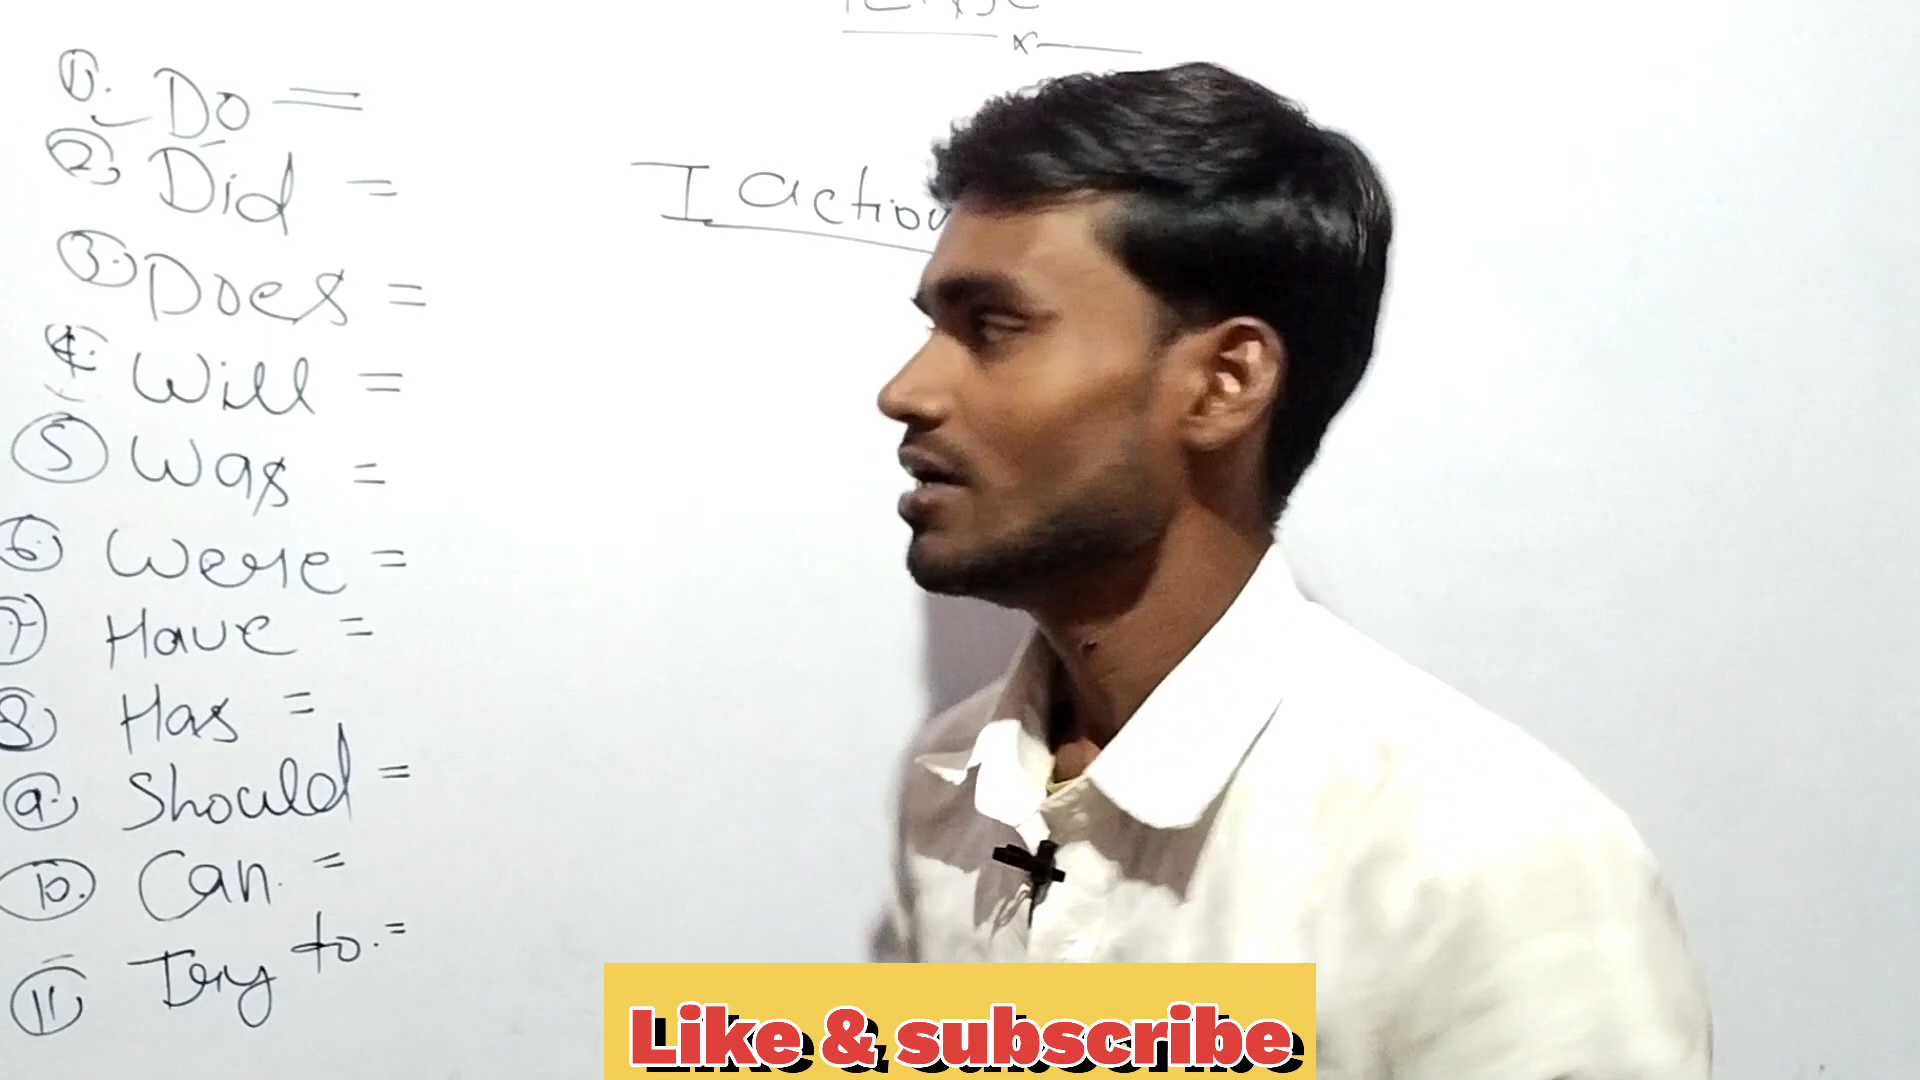 Tense
1. Do =
2, Did =
3. Does =
4. Will =
5 Was =
6. Were =
7 Have =
8 Has =
9. Should =
10. Can. =
11 Try to. =
I action
Like & subscribe